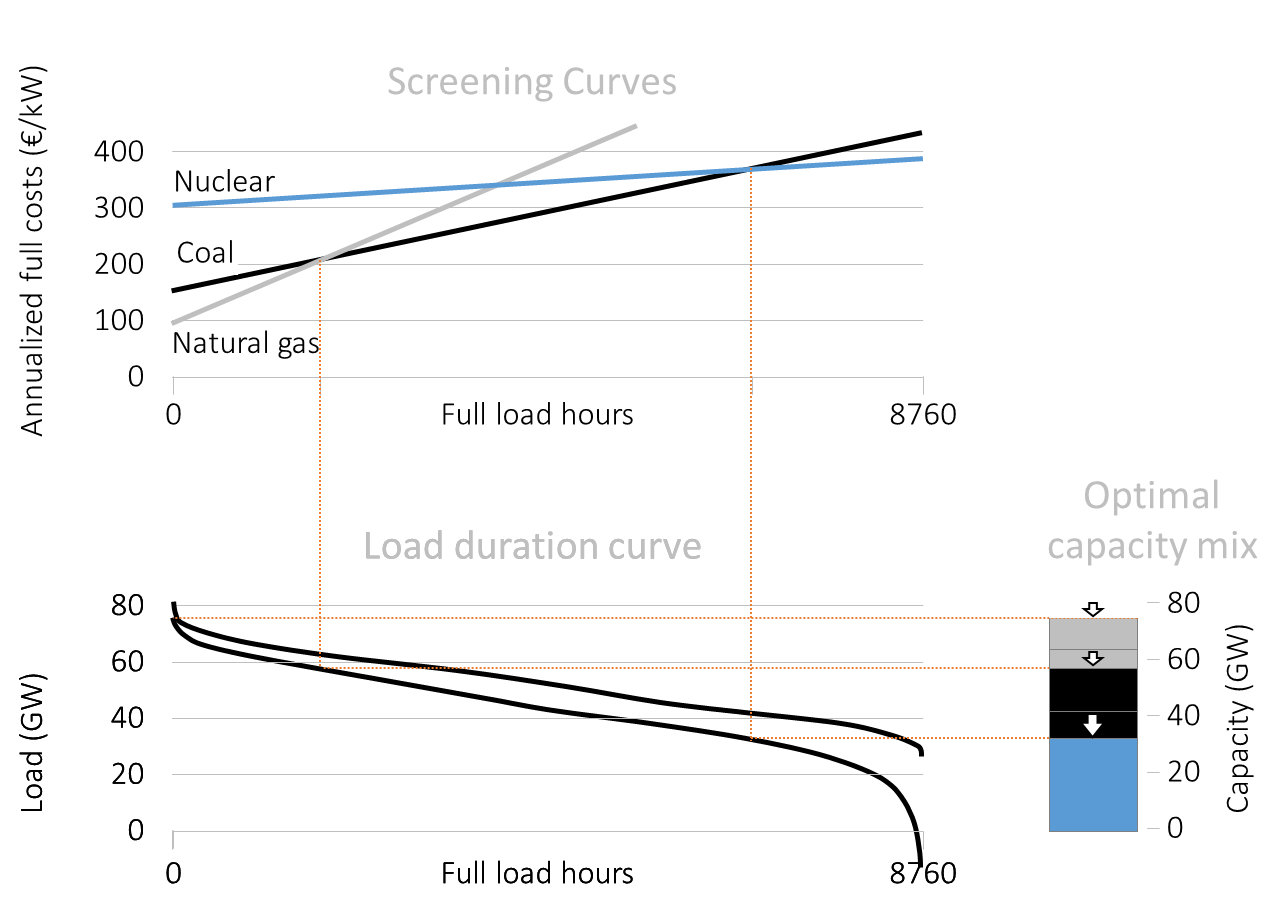 Screening Curves
Annualized full costs (€/kW)
400
300
200
100
0
Nuclear
Coal
Natural gas
0
Full load hours
8760
Optimal
capacity mix
Load duration curve
Load (GW)
80
60
40
20
0
0
Full load hours
8760
80
60
40
20
0
Capacity (GW)